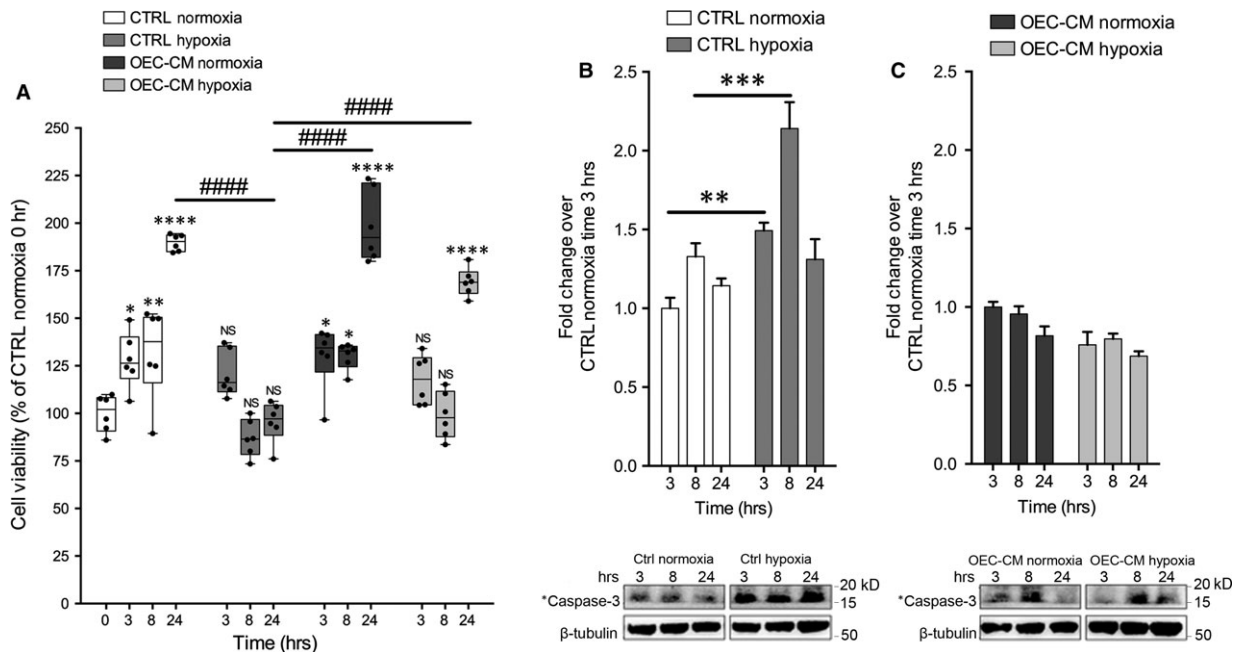 CTRL normoxia
CTRL hypoxia
OEC-CM normoxia
OEC-CM hypoxia
A
####
####
####
****
****
****
*
**
NS
NS
NS
*
*
NS
NS
Cell viability (% of CTRL normoxia 0 hr)
250
225
200
175
150
125
100
75
50
25
0
0 3 8 24 3 8 24 3 8 24 3 8 24
Time (hrs)
CTRL normoxia
CTRL hypoxia
B
***
**
Fold change over
CTRL normoxia time 3 hrs
2.5
2.0
1.5
1.0
0.5
0.0
3 8 24 3 8 24
Time (hrs)
Ctrl normoxia Ctrl hypoxia
hrs 3 8 24 3 8 24
20 kD
*Caspase-3
15
β-tubulin
50
OEC-CM normoxia
OEC-CM hypoxia
C
Fold change over
CTRL normoxia time 3 hrs
2.5
2.0
1.5
1.0
0.5
0.0
3 8 24 3 8 24
Time (hrs)
OEC-CM normoxia OEC-CM hypoxia
hrs 3 8 24 3 8 24
20 kD
*Caspase-3
15
β-tubulin
50